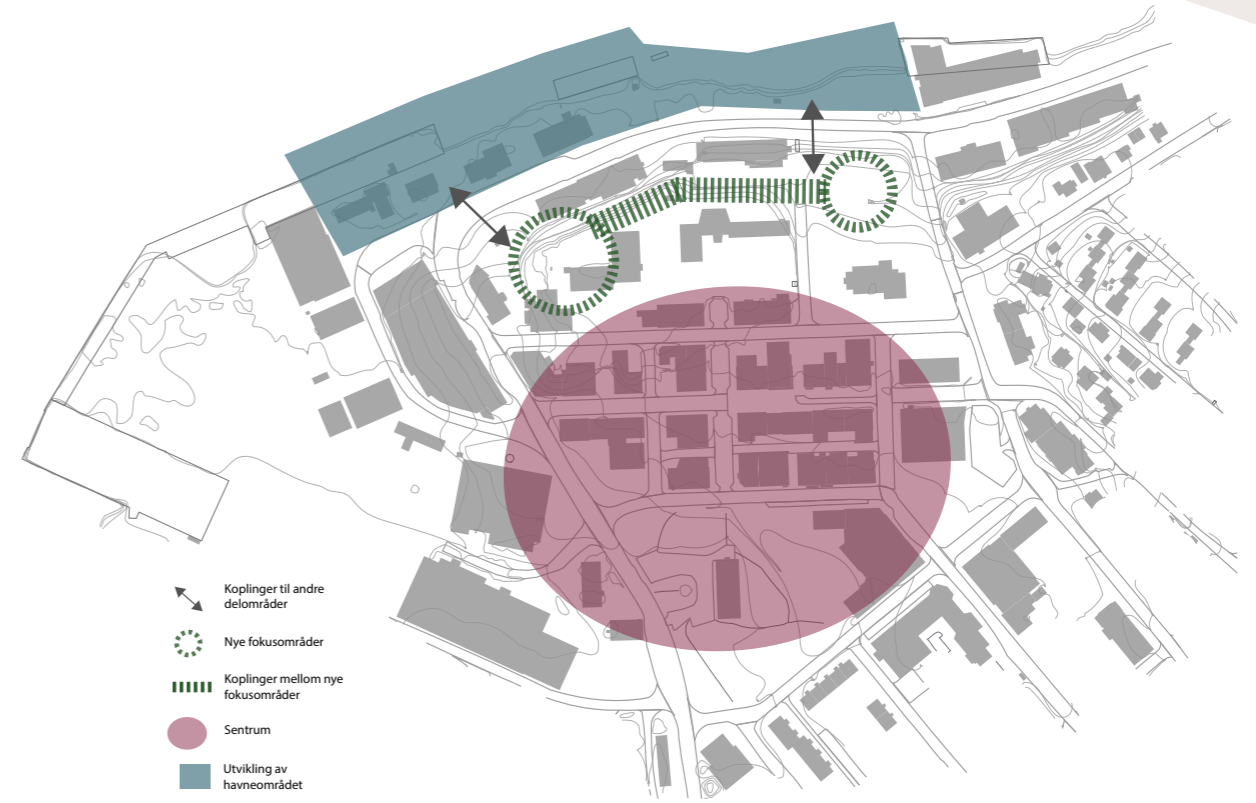 Koplinger til andre
delområder
Nye fokusområder
Koplinger mellom nye
fokusområder
Sentrum
Utvikling av
havneområdet